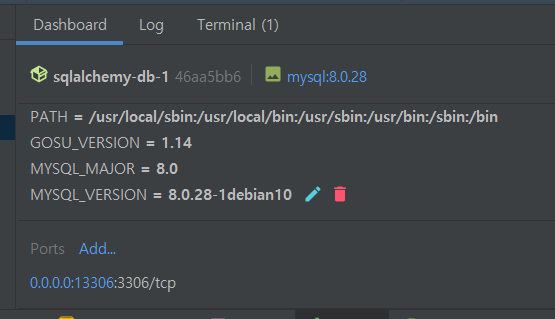 Dashboard Log Terminal (1)
sqlalchemy-db-1 46aa5bb6 mysql:8.0.28
PATH = /usr/local/sbin:/usr/local/bin:/usr/sbin:/usr/bin:/sbin:/bin
GOSU_VERSION = 1.14
MYSQL_MAJOR = 8.0
MYSQL_VERSION = 8.0.28-1debian10
Ports Add...
0.0.0.0:13306:3306/tcp